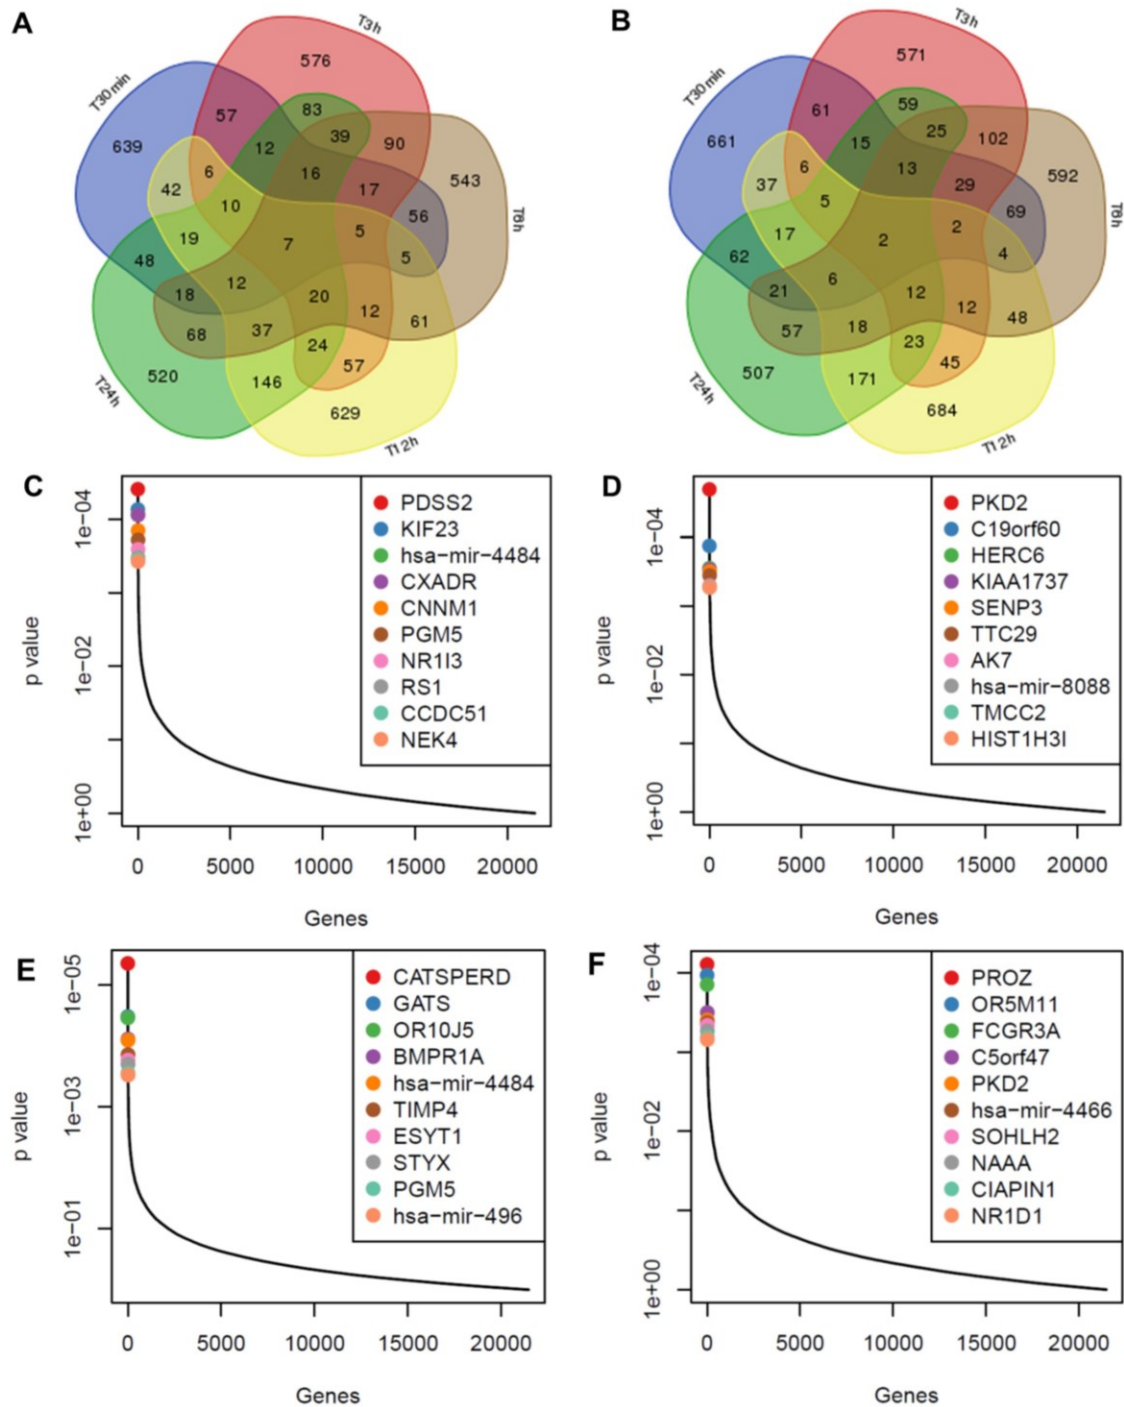 A
T3h
T30min
T6h
T24h
T12h
576
639
57
83
39
90
12
543
42
6
16
17
10
56
19
7
5
5
48
12
18
20
12
61
68
37
24
520
146
57
629
B
T3h
T30min
T6h
T24h
T12h
571
661
61
59
25
102
15
592
37
6
13
29
5
69
17
2
2
4
62
6
21
12
12
48
57
18
23
507
171
45
684
C
p value
1e−04
1e−02
1e+00
0 5000 10000 15000 20000
Genes
PDSS2
KIF23
hsa−mir−4484
CXADR
CNNM1
PGM5
NR1I3
RS1
CCDC51
NEK4
D
p value
1e−04
1e−02
1e+00
0 5000 10000 15000 20000
Genes
PKD2
C19orf60
HERC6
KIAA1737
SENP3
TTC29
AK7
hsa−mir−8088
TMCC2
HIST1H3I
E
p value
1e−05
1e−03
1e−01
0 5000 10000 15000 20000
Genes
CATSPERD
GATS
OR10J5
BMPR1A
hsa−mir−4484
TIMP4
ESYT1
STYX
PGM5
hsa−mir−496
F
p value
1e−04
1e−02
1e+00
0 5000 10000 15000 20000
Genes
PROZ
OR5M11
FCGR3A
C5orf47
PKD2
hsa−mir−4466
SOHLH2
NAAA
CIAPIN1
NR1D1